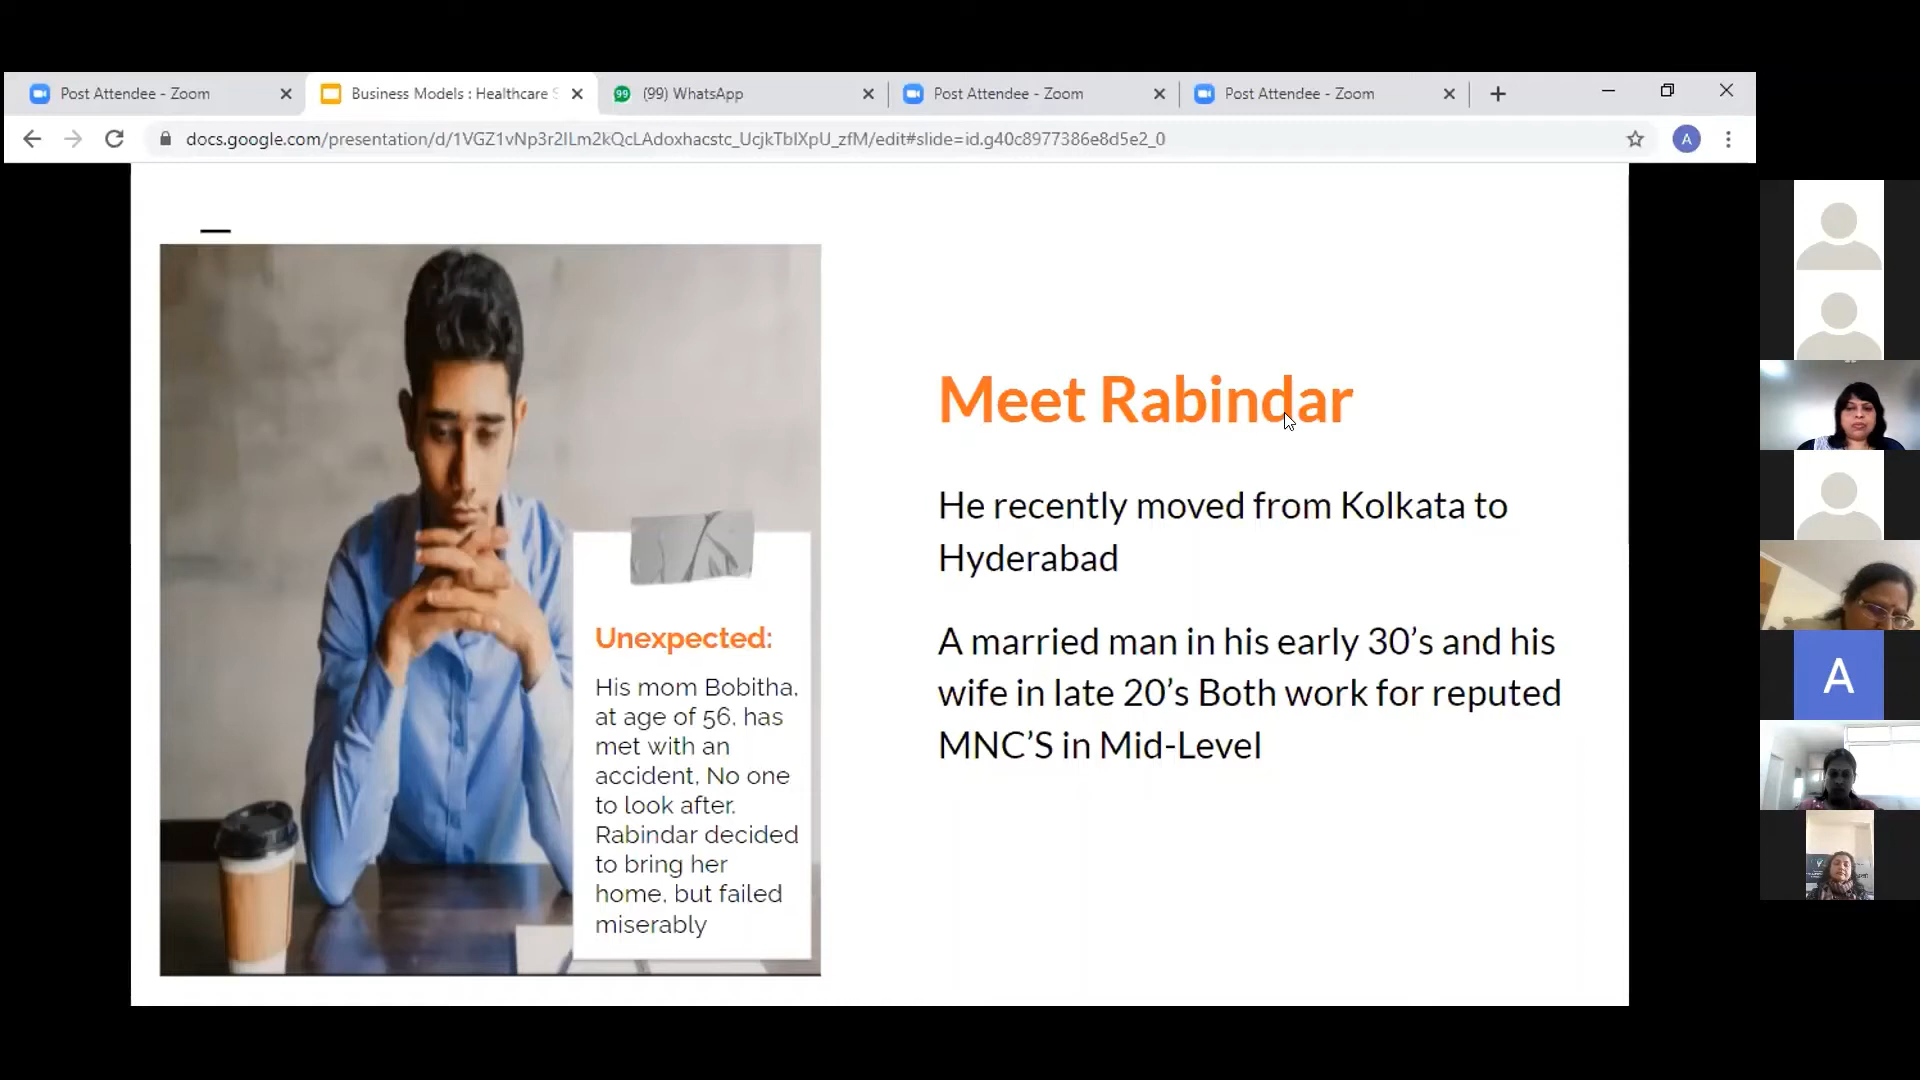 Post Attendee - Zoom
Business Models : Healthcare S
(99) WhatsApp
Post Attendee - Zoom
Post Attendee - Zoom
docs.google.com/presentation/d/1VGZ1vNp3r2lLm2kQcLAdoxhacstc_UcjkTbIXpU_zfM/edit#slide=id.g40c8977386e8d5e2_0
A
Meet Rabindar
He recently moved from Kolkata to
Hyderabad
A married man in his early 30’s and his
wife in late 20’s Both work for reputed
MNC’S in Mid-Level
Unexpected:
His mom Bobitha,
at age of 56, has
met with an
accident, No one
to look after.
Rabindar decided
to bring her
home, but failed
miserably
A